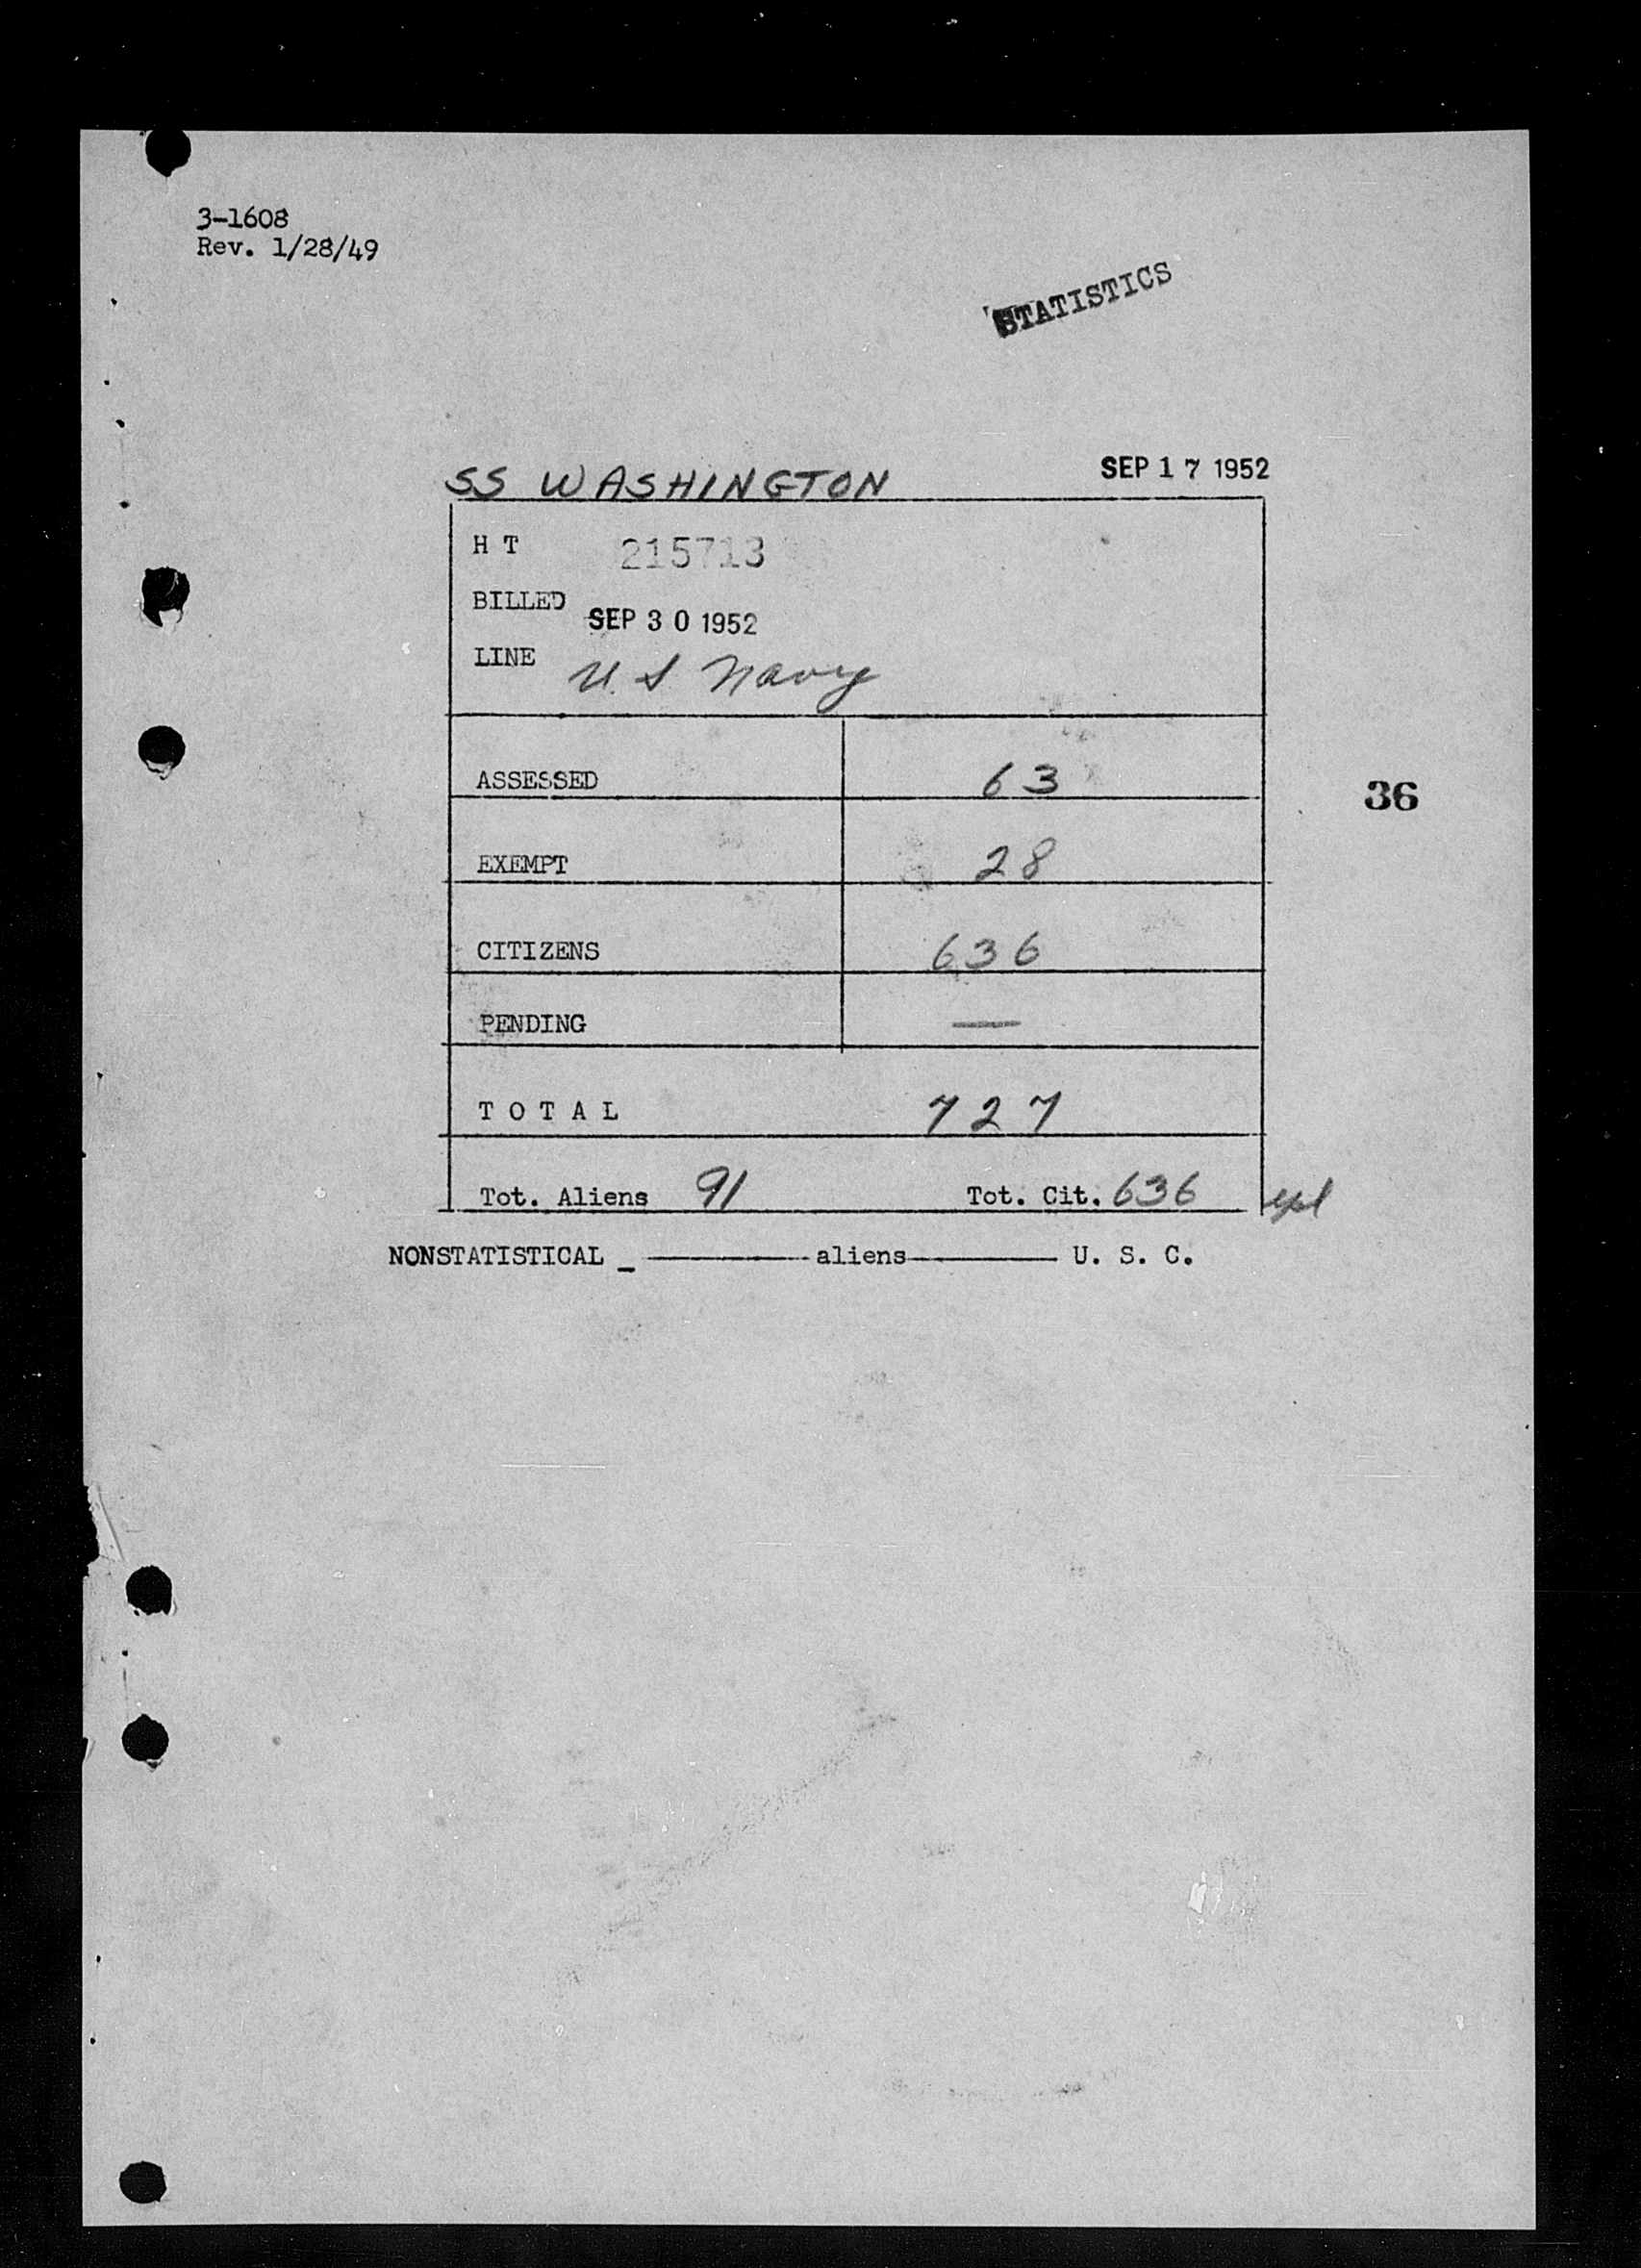 3-1608
Rev. 1/28/49
STATISTICS
SS WASHINGTON SEP 17 1952
H T 215713
BILLED SEP 30 1952
LINE U.S. Navy
ASSESSED 63
36
EXEMPT 28
CITIZENS 636
PENDING —
T O T A L 727
Tot. Aliens 91 Tot. Cit. 636
NONSTATISTICAL _ ———— aliens ———— U. S. C.